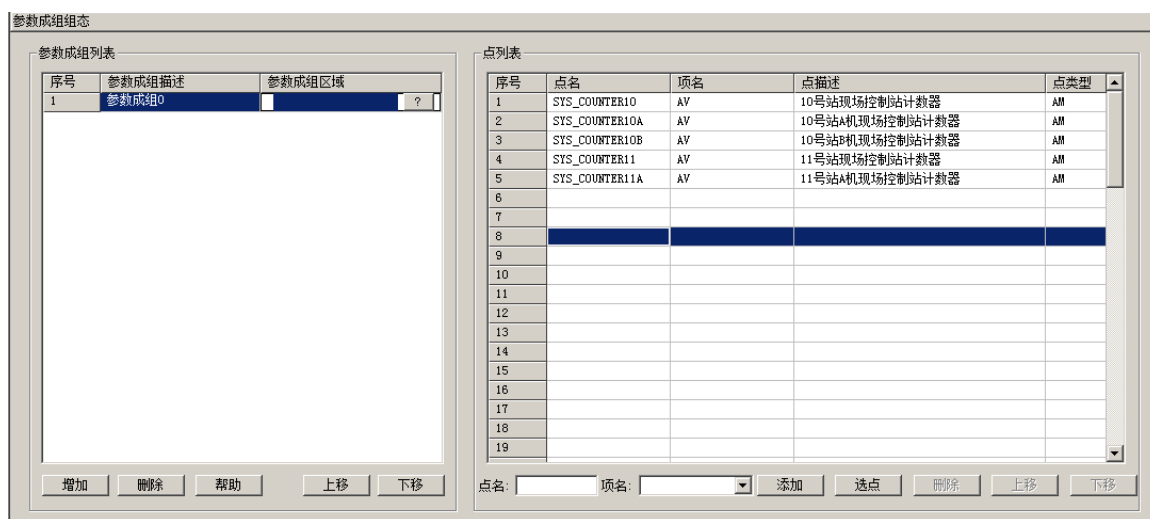 参数成组组态
参数成组列表
序号 参数成组描述 参数成组区域
1 参数成组0 ?
增加 删除 帮助 上移 下移
点列表
序号 点名 项名 点描述 点类型
1 SYS_COUNTER10 AV 10号站现场控制站计数器 AM
2 SYS_COUNTER10A AV 10号站A机现场控制站计数器 AM
3 SYS_COUNTER10B AV 10号站B机现场控制站计数器 AM
4 SYS_COUNTER11 AV 11号站现场控制站计数器 AM
5 SYS_COUNTER11A AV 11号站A机现场控制站计数器 AM
6
7
8
9
10
11
12
13
14
15
16
17
18
19
点名: 项名: 添加 选点 删除 上移 下移